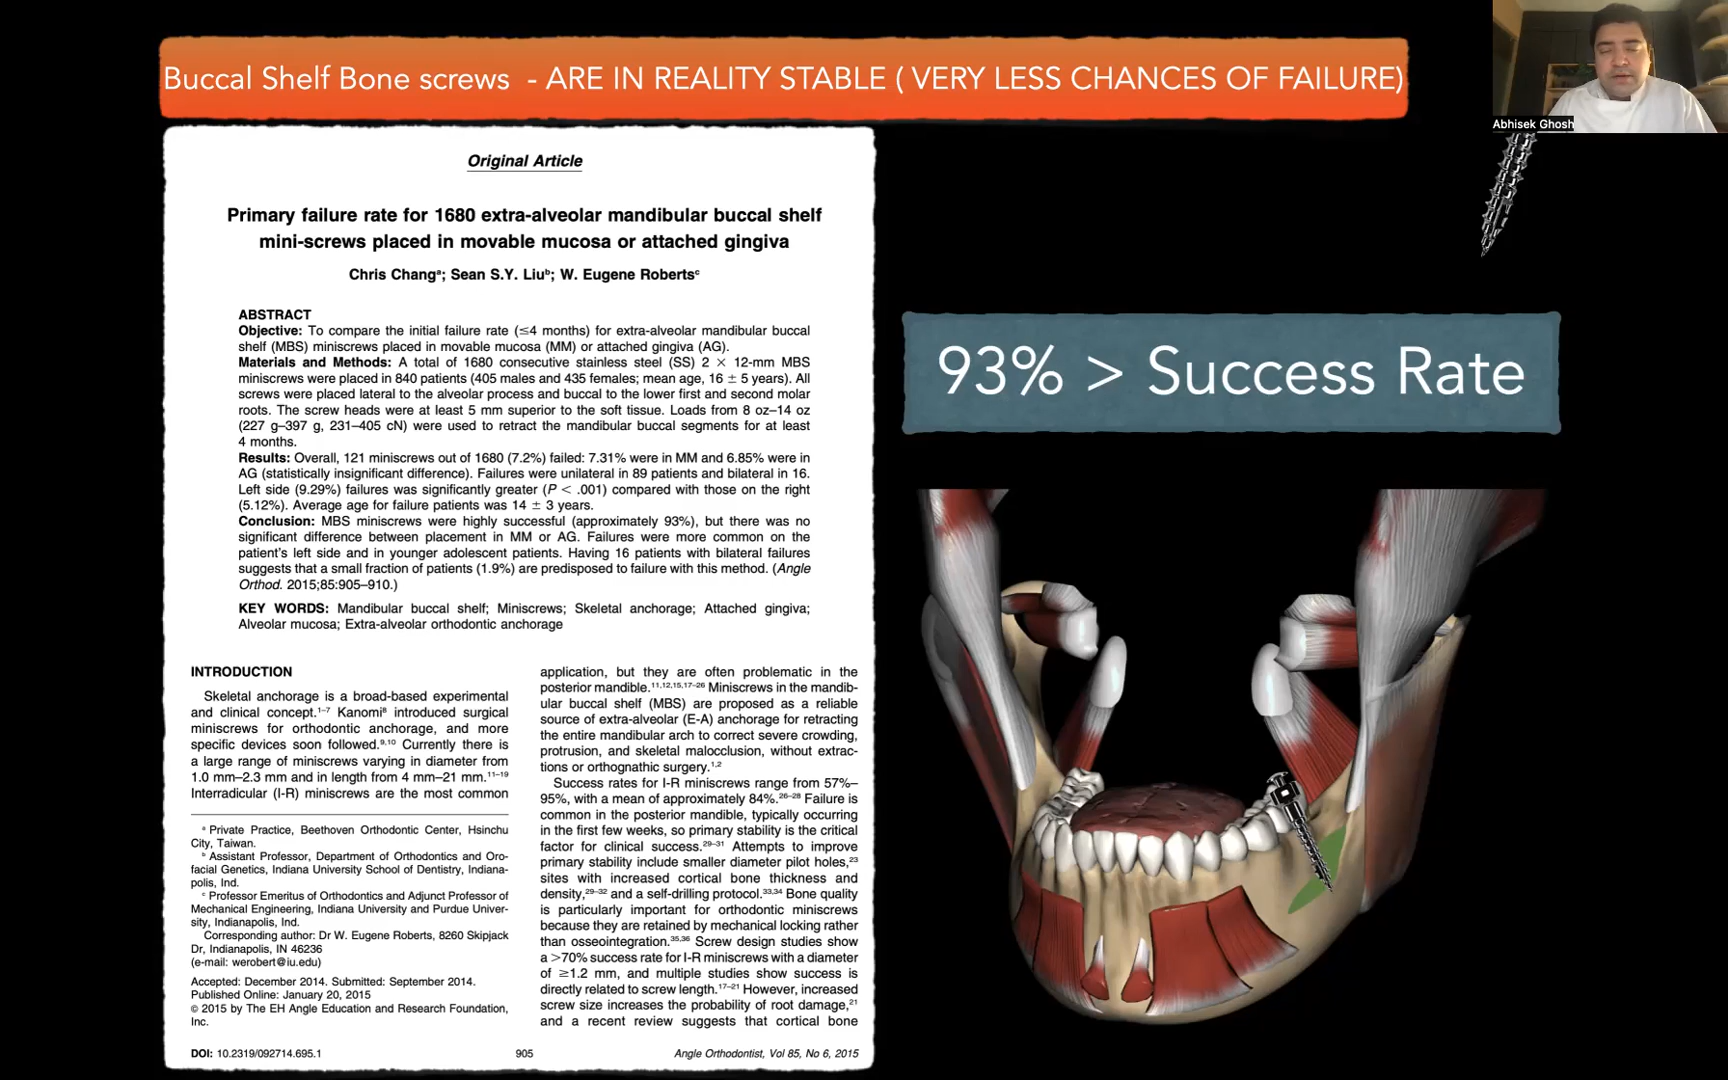 Buccal Shelf Bone screws - ARE IN REALITY STABLE ( VERY LESS CHANCES OF FAILURE)
Abhisek Ghosh
Original Article
Primary failure rate for 1680 extra-alveolar mandibular buccal shelf
mini-screws placed in movable mucosa or attached gingiva
Chris Changᵃ; Sean S.Y. Liuᵇ; W. Eugene Robertsᶜ
ABSTRACT
Objective: To compare the initial failure rate (≤4 months) for extra-alveolar mandibular buccal
shelf (MBS) miniscrews placed in movable mucosa (MM) or attached gingiva (AG).
Materials and Methods: A total of 1680 consecutive stainless steel (SS) 2 × 12-mm MBS
miniscrews were placed in 840 patients (405 males and 435 females; mean age, 16 ± 5 years). All
screws were placed lateral to the alveolar process and buccal to the lower first and second molar
roots. The screw heads were at least 5 mm superior to the soft tissue. Loads from 8 oz–14 oz
(227 g–397 g, 231–405 cN) were used to retract the mandibular buccal segments for at least
4 months.
Results: Overall, 121 miniscrews out of 1680 (7.2%) failed: 7.31% were in MM and 6.85% were in
AG (statistically insignificant difference). Failures were unilateral in 89 patients and bilateral in 16.
Left side (9.29%) failures was significantly greater (P < .001) compared with those on the right
(5.12%). Average age for failure patients was 14 ± 3 years.
Conclusion: MBS miniscrews were highly successful (approximately 93%), but there was no
significant difference between placement in MM or AG. Failures were more common on the
patient's left side and in younger adolescent patients. Having 16 patients with bilateral failures
suggests that a small fraction of patients (1.9%) are predisposed to failure with this method. (Angle
Orthod. 2015;85:905–910.)
KEY WORDS: Mandibular buccal shelf; Miniscrews; Skeletal anchorage; Attached gingiva;
Alveolar mucosa; Extra-alveolar orthodontic anchorage
INTRODUCTION
Skeletal anchorage is a broad-based experimental
and clinical concept.¹⁻⁷ Kanomi⁸ introduced surgical
miniscrews for orthodontic anchorage, and more
specific devices soon followed.⁹,¹⁰ Currently there is
a large range of miniscrews varying in diameter from
1.0 mm–2.3 mm and in length from 4 mm–21 mm.¹¹⁻¹⁹
Interradicular (I-R) miniscrews are the most common
ᵃ Private Practice, Beethoven Orthodontic Center, Hsinchu
City, Taiwan.
ᵇ Assistant Professor, Department of Orthodontics and Oro-
facial Genetics, Indiana University School of Dentistry, Indiana-
polis, Ind.
ᶜ Professor Emeritus of Orthodontics and Adjunct Professor of
Mechanical Engineering, Indiana University and Purdue Univer-
sity, Indianapolis, Ind.
Corresponding author: Dr W. Eugene Roberts, 8260 Skipjack
Dr, Indianapolis, IN 46236
(e-mail: werobert@iu.edu)
Accepted: December 2014. Submitted: September 2014.
Published Online: January 20, 2015
© 2015 by The EH Angle Education and Research Foundation,
Inc.
application, but they are often problematic in the
posterior mandible.¹¹,¹²,¹⁵,¹⁷⁻²⁶ Miniscrews in the mandib-
ular buccal shelf (MBS) are proposed as a reliable
source of extra-alveolar (E-A) anchorage for retracting
the entire mandibular arch to correct severe crowding,
protrusion, and skeletal malocclusion, without extrac-
tions or orthognathic surgery.¹,²
Success rates for I-R miniscrews range from 57%–
95%, with a mean of approximately 84%.²⁶⁻²⁸ Failure is
common in the posterior mandible, typically occurring
in the first few weeks, so primary stability is the critical
factor for clinical success.²⁹⁻³¹ Attempts to improve
primary stability include smaller diameter pilot holes,²³
sites with increased cortical bone thickness and
density,²⁹⁻³² and a self-drilling protocol.³³,³⁴ Bone quality
is particularly important for orthodontic miniscrews
because they are retained by mechanical locking rather
than osseointegration.³⁵,³⁶ Screw design studies show
a >70% success rate for I-R miniscrews with a diameter
of ≥1.2 mm, and multiple studies show success is
directly related to screw length.¹⁷⁻²¹ However, increased
screw size increases the probability of root damage,²¹
and a recent review suggests that cortical bone
DOI: 10.2319/092714.695.1
905
Angle Orthodontist, Vol 85, No 6, 2015
93% > Success Rate